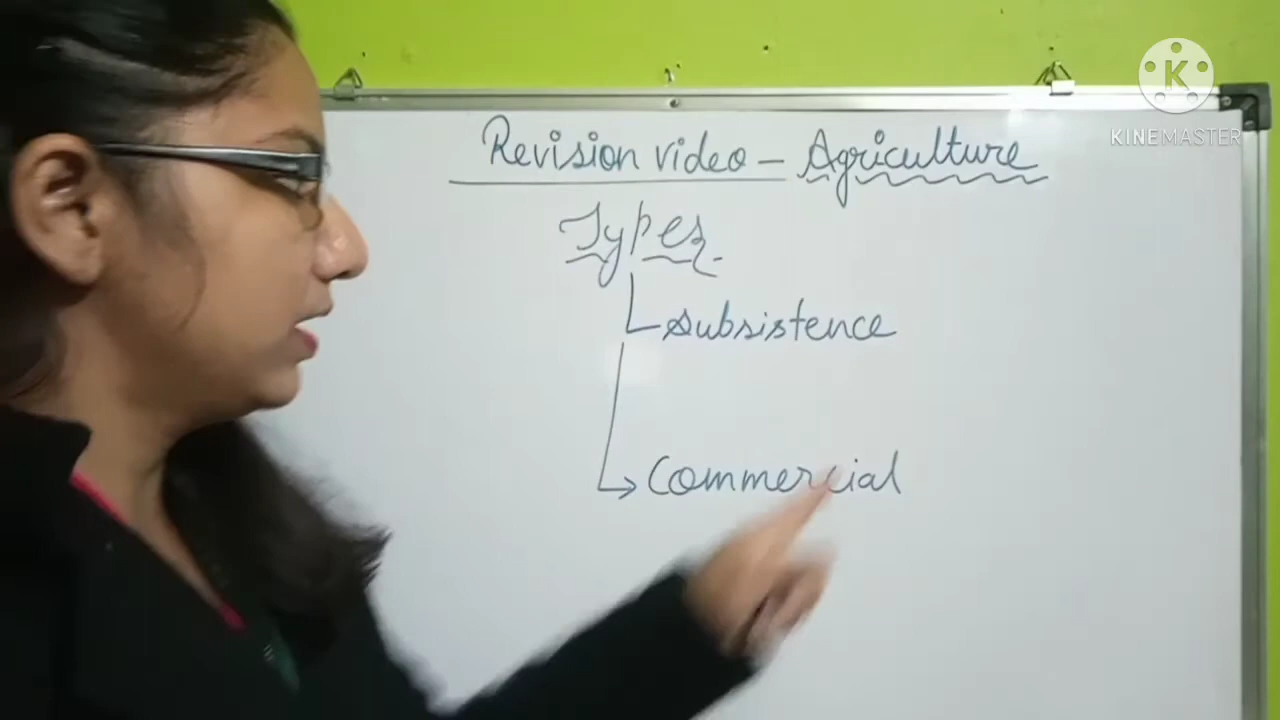 Revision video - Agriculture
Types
Subsistence
Commercial
K
KINEMASTER